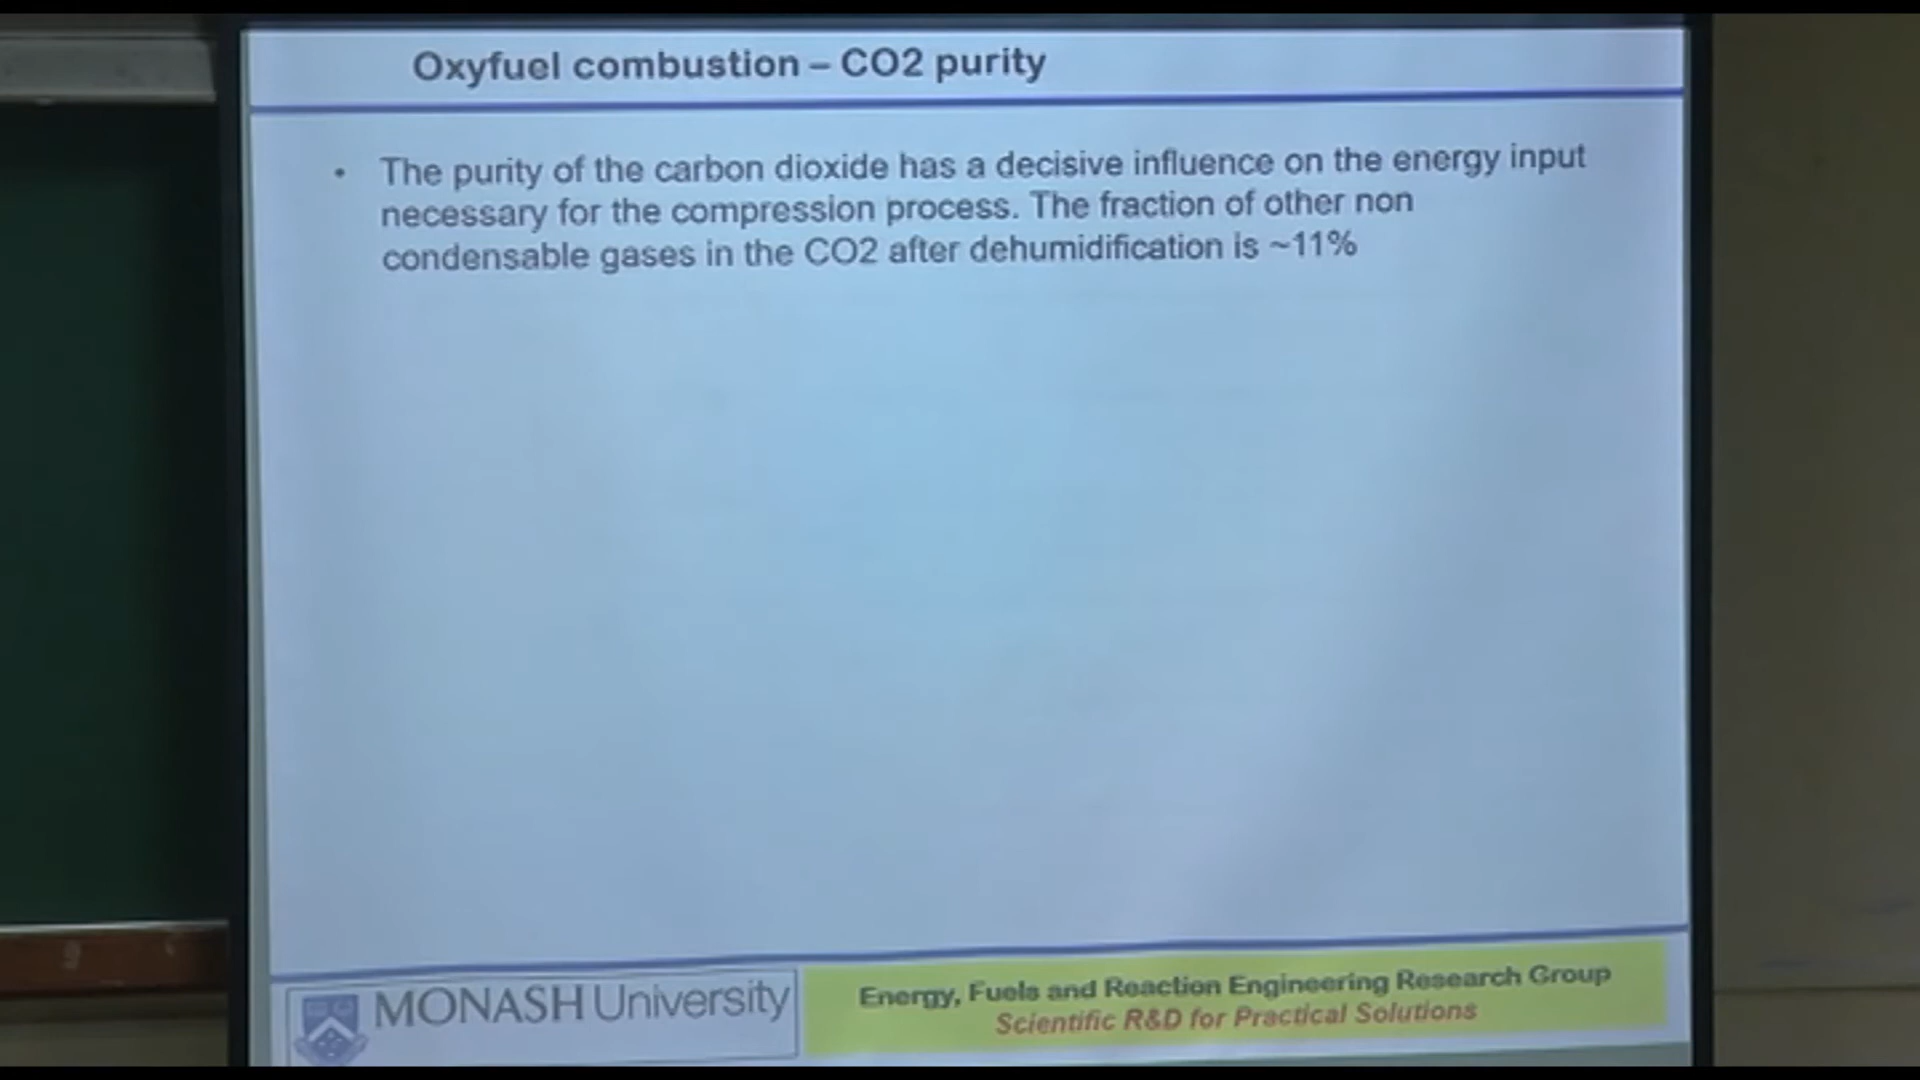 Oxyfuel combustion – CO2 purity
• The purity of the carbon dioxide has a decisive influence on the energy input
necessary for the compression process. The fraction of other non
condensable gases in the CO2 after dehumidification is ~11%
MONASH University
Energy, Fuels and Reaction Engineering Research Group
Scientific R&D for Practical Solutions